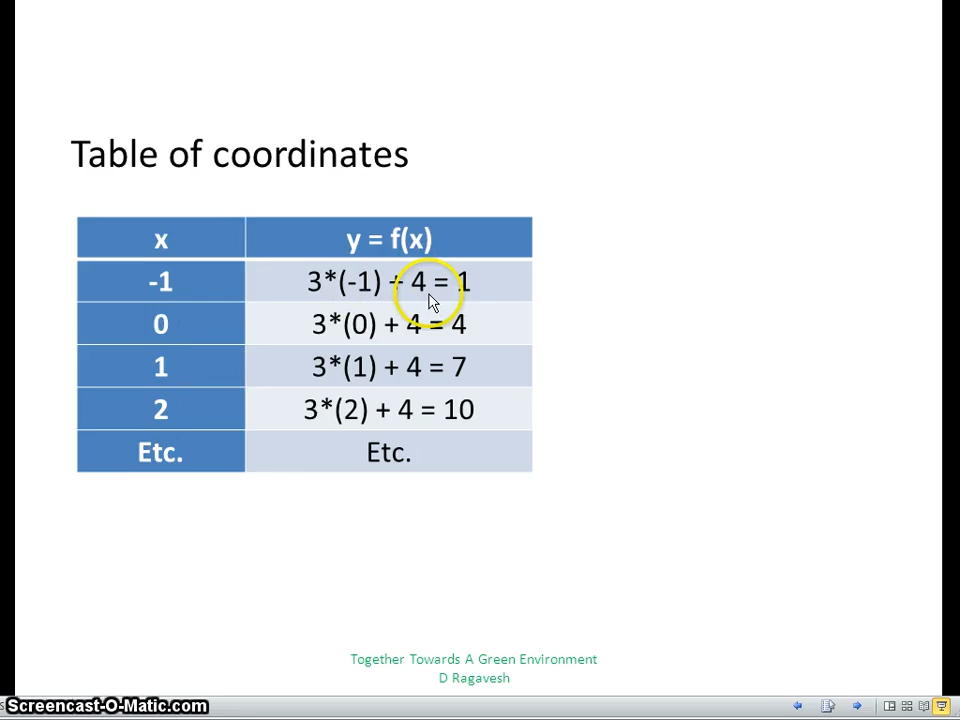 Table of coordinates
x y = f(x)
-1 3*(-1) + 4 = 1
0 3*(0) + 4 = 4
1 3*(1) + 4 = 7
2 3*(2) + 4 = 10
Etc. Etc.
Together Towards A Green Environment
D Ragavesh
Screencast-O-Matic.com